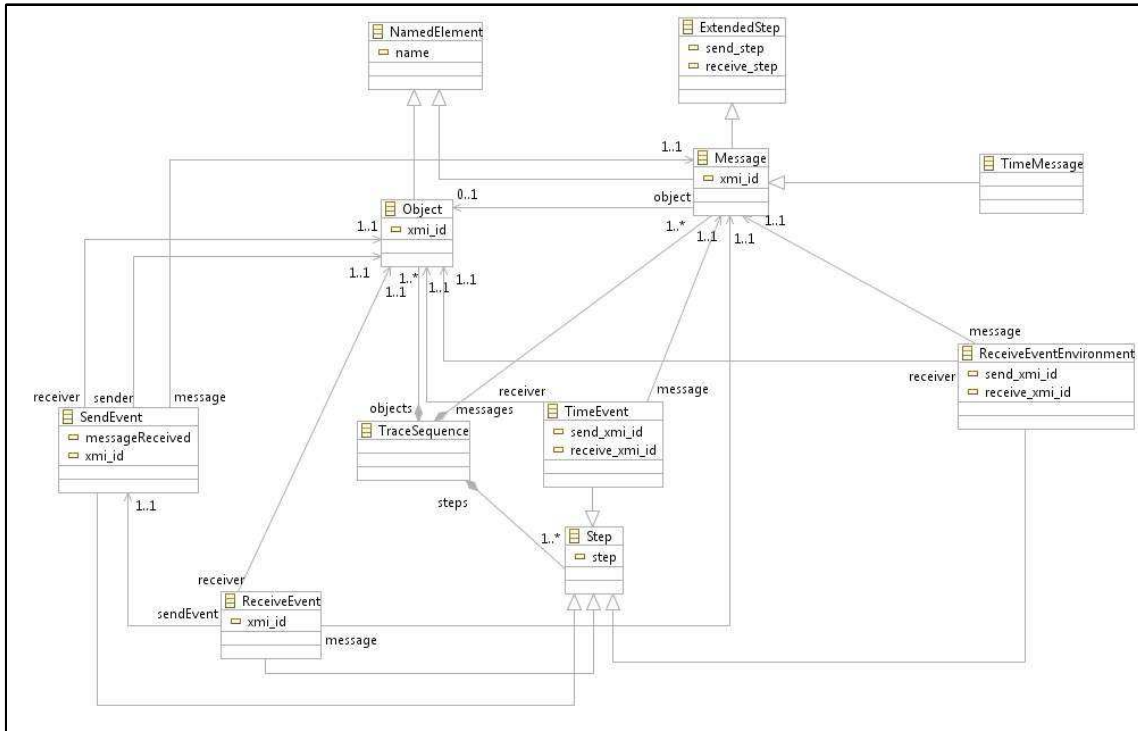 NamedElement
name
ExtendedStep
send_step
receive_step
1..1
Message
xmi_id
TimeMessage
0..1
object
Object
xmi_id
1..1
1..1
1..1
1..*
1..1
1..1
1..*
1..1
1..1
1..1
message
ReceiveEventEnvironment
send_xmi_id
receive_xmi_id
receiver
receiver
sender
message
SendEvent
messageReceived
xmi_id
objects
messages
TraceSequence
receiver
message
TimeEvent
send_xmi_id
receive_xmi_id
steps
1..1
1..*
Step
step
receiver
sendEvent
ReceiveEvent
xmi_id
message